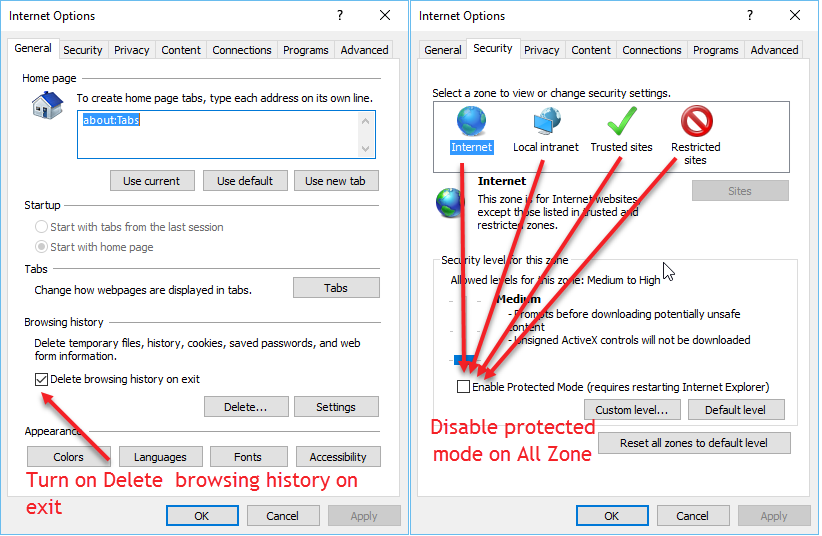 Internet Options
General Security Privacy Content Connections Programs Advanced
Home page
To create home page tabs, type each address on its own line.
about:Tabs
Use current Use default Use new tab
Startup
Start with tabs from the last session
Start with home page
Tabs
Change how webpages are displayed in tabs. Tabs
Browsing history
Delete temporary files, history, cookies, saved passwords, and web
form information.
Delete browsing history on exit
Delete... Settings
Appearance
Colors Languages Fonts Accessibility
Turn on Delete browsing history on
exit
OK Cancel Apply
Internet Options
General Security Privacy Content Connections Programs Advanced
Select a zone to view or change security settings.
Internet Local intranet Trusted sites Restricted
sites
Internet
Sites
This zone is for Internet websites,
except those listed in trusted and
restricted zones.
Security level for this zone
Allowed levels for this zone: Medium to High
Medium
- Prompts before downloading potentially unsafe
content
- Unsigned ActiveX controls will not be downloaded
Enable Protected Mode (requires restarting Internet Explorer)
Custom level... Default level
Disable protected
mode on All Zone
Reset all zones to default level
OK Cancel Apply